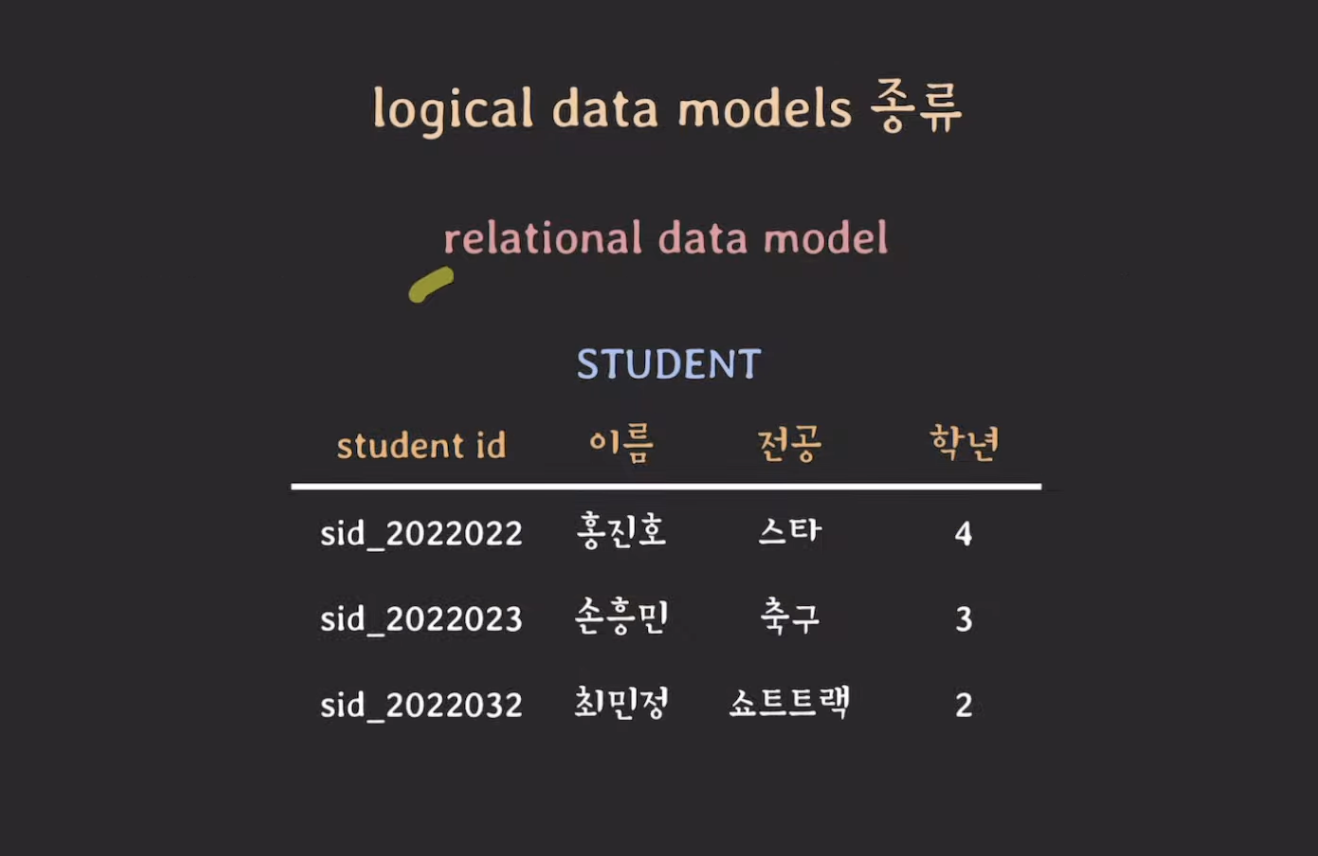 logical data models 종류
relational data model
STUDENT
student id 이름 전공 학년
sid_2022022 홍진호 스타 4
sid_2022023 손흥민 축구 3
sid_2022032 최민정 쇼트트랙 2